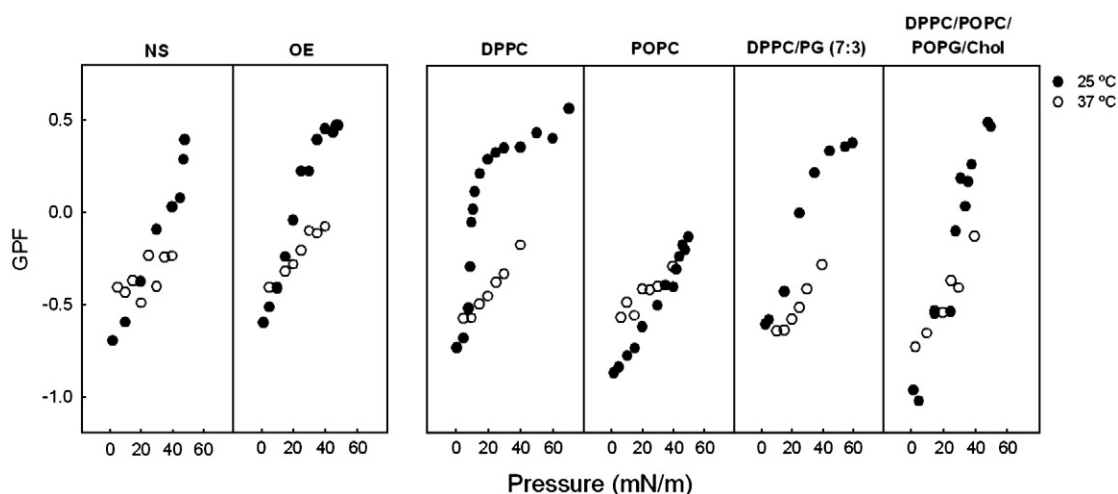 DPPC/POPC/
POPG/Chol
NS OE DPPC POPC DPPC/PG (7:3)
25 ºC
37 ºC
0.5
0.0
-0.5
-1.0
GPF
0 20 40 60 0 20 40 60 0 20 40 60 0 20 40 60 0 20 40 60 0 20 40 60
Pressure (mN/m)